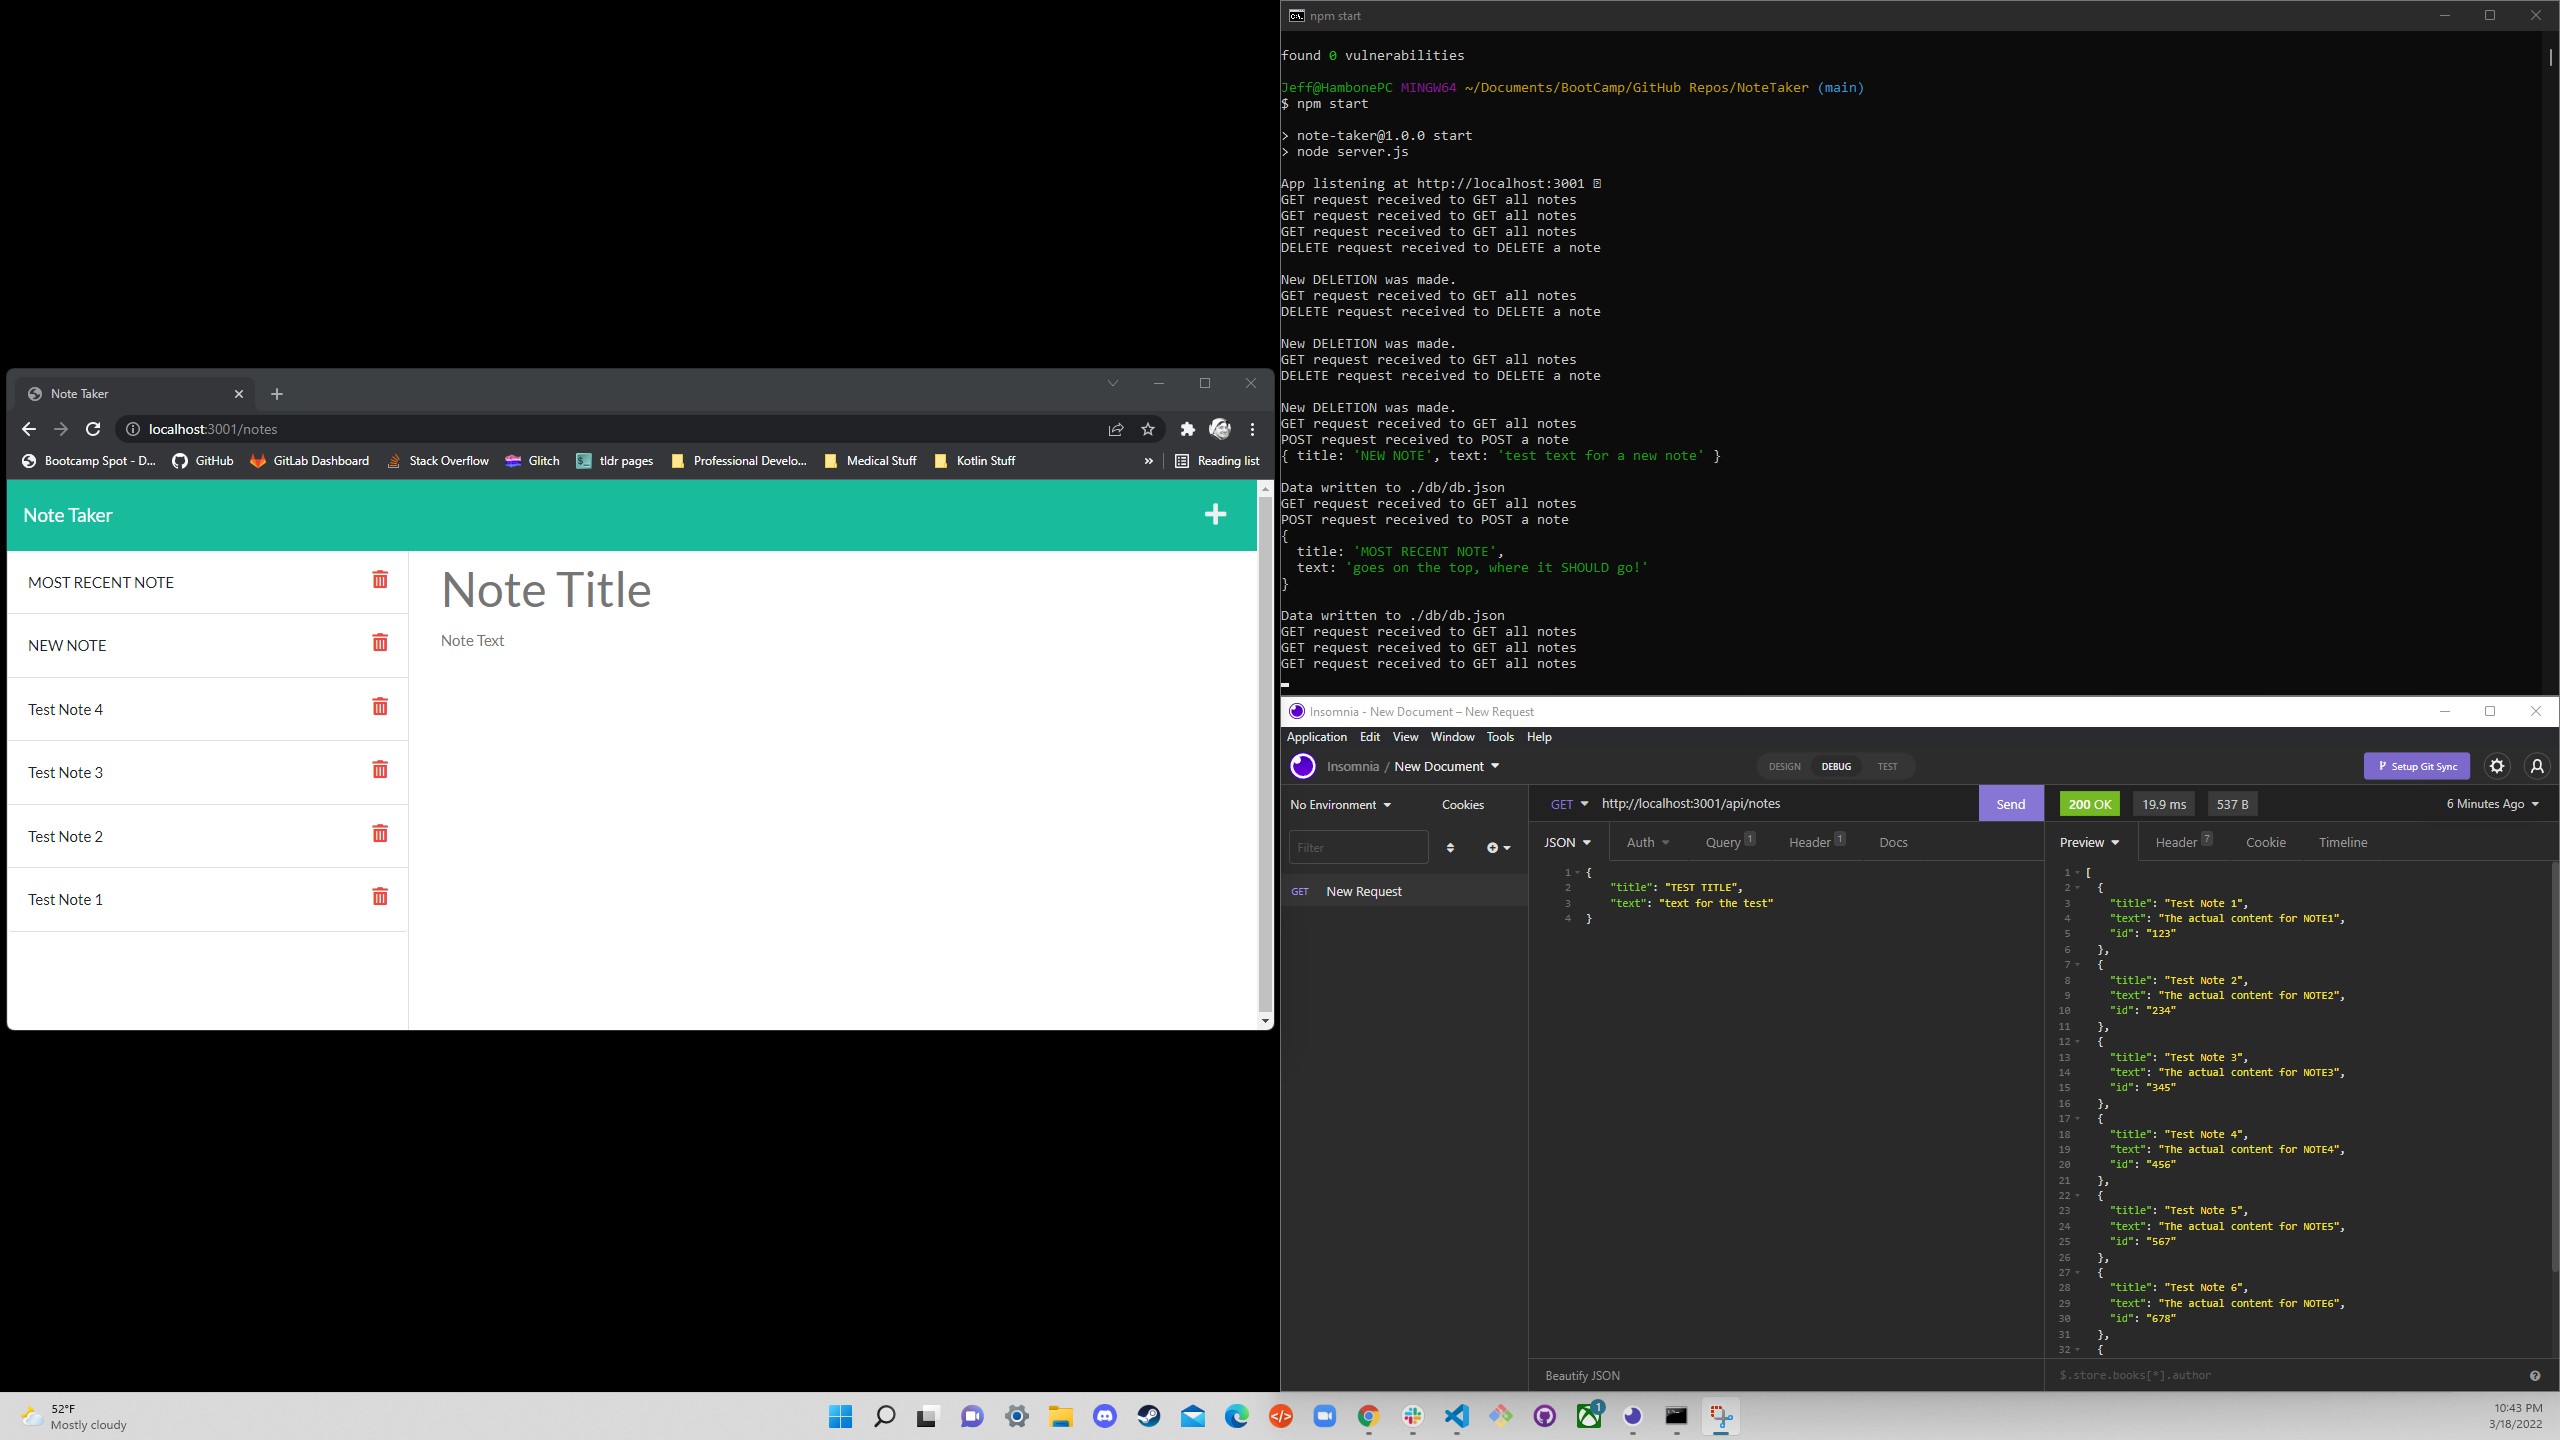 Note Taker
localhost:3001/notes
Bootcamp Spot - D... GitHub GitLab Dashboard Stack Overflow Glitch tldr pages Professional Develo... Medical Stuff Kotlin Stuff » Reading list
Note Taker
MOST RECENT NOTE
NEW NOTE
Test Note 4
Test Note 3
Test Note 2
Test Note 1
Note Title
Note Text
npm start
found 0 vulnerabilities
Jeff@HambonePC MINGW64 ~/Documents/BootCamp/GitHub Repos/NoteTaker (main)
$ npm start
> note-taker@1.0.0 start
> node server.js
App listening at http://localhost:3001
GET request received to GET all notes
GET request received to GET all notes
GET request received to GET all notes
DELETE request received to DELETE a note
New DELETION was made.
GET request received to GET all notes
DELETE request received to DELETE a note
New DELETION was made.
GET request received to GET all notes
DELETE request received to DELETE a note
New DELETION was made.
GET request received to GET all notes
POST request received to POST a note
{ title: 'NEW NOTE', text: 'test text for a new note' }
Data written to ./db/db.json
GET request received to GET all notes
POST request received to POST a note
{
title: 'MOST RECENT NOTE',
text: 'goes on the top, where it SHOULD go!'
}
Data written to ./db/db.json
GET request received to GET all notes
GET request received to GET all notes
GET request received to GET all notes
Insomnia - New Document – New Request
Application Edit View Window Tools Help
Insomnia / New Document DESIGN DEBUG TEST Setup Git Sync
No Environment Cookies
Filter
GET New Request
GET http://localhost:3001/api/notes Send
JSON Auth Query 1 Header 1 Docs
1 {
2 "title": "TEST TITLE",
3 "text": "text for the test"
4 }
Beautify JSON
200 OK 19.9 ms 537 B 6 Minutes Ago
Preview Header 7 Cookie Timeline
1 [
2 {
3 "title": "Test Note 1",
4 "text": "The actual content for NOTE1",
5 "id": "123"
6 },
7 {
8 "title": "Test Note 2",
9 "text": "The actual content for NOTE2",
10 "id": "234"
11 },
12 {
13 "title": "Test Note 3",
14 "text": "The actual content for NOTE3",
15 "id": "345"
16 },
17 {
18 "title": "Test Note 4",
19 "text": "The actual content for NOTE4",
20 "id": "456"
21 },
22 {
23 "title": "Test Note 5",
24 "text": "The actual content for NOTE5",
25 "id": "567"
26 },
27 {
28 "title": "Test Note 6",
29 "text": "The actual content for NOTE6",
30 "id": "678"
31 },
32 {
$.store.books[*].author
52°F
Mostly cloudy
1
10:43 PM
3/18/2022